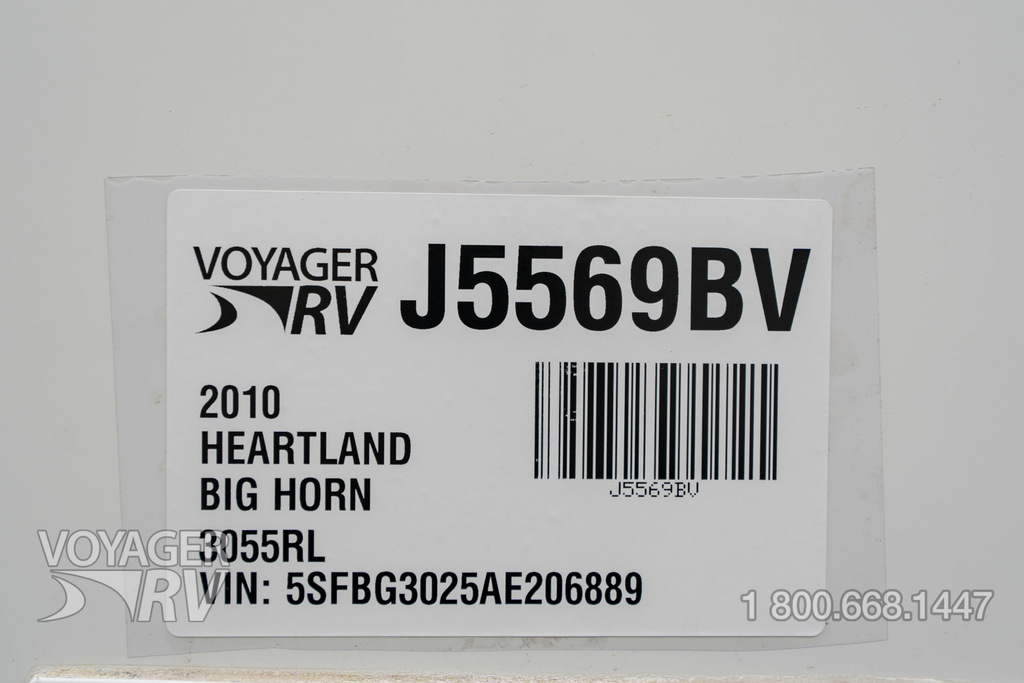 VOYAGER RV J5569BV
2010
HEARTLAND
BIG HORN
J5569BV
3055RL
VIN: 5SFBG3025AE206889
VOYAGER RV
1 800.668.1447